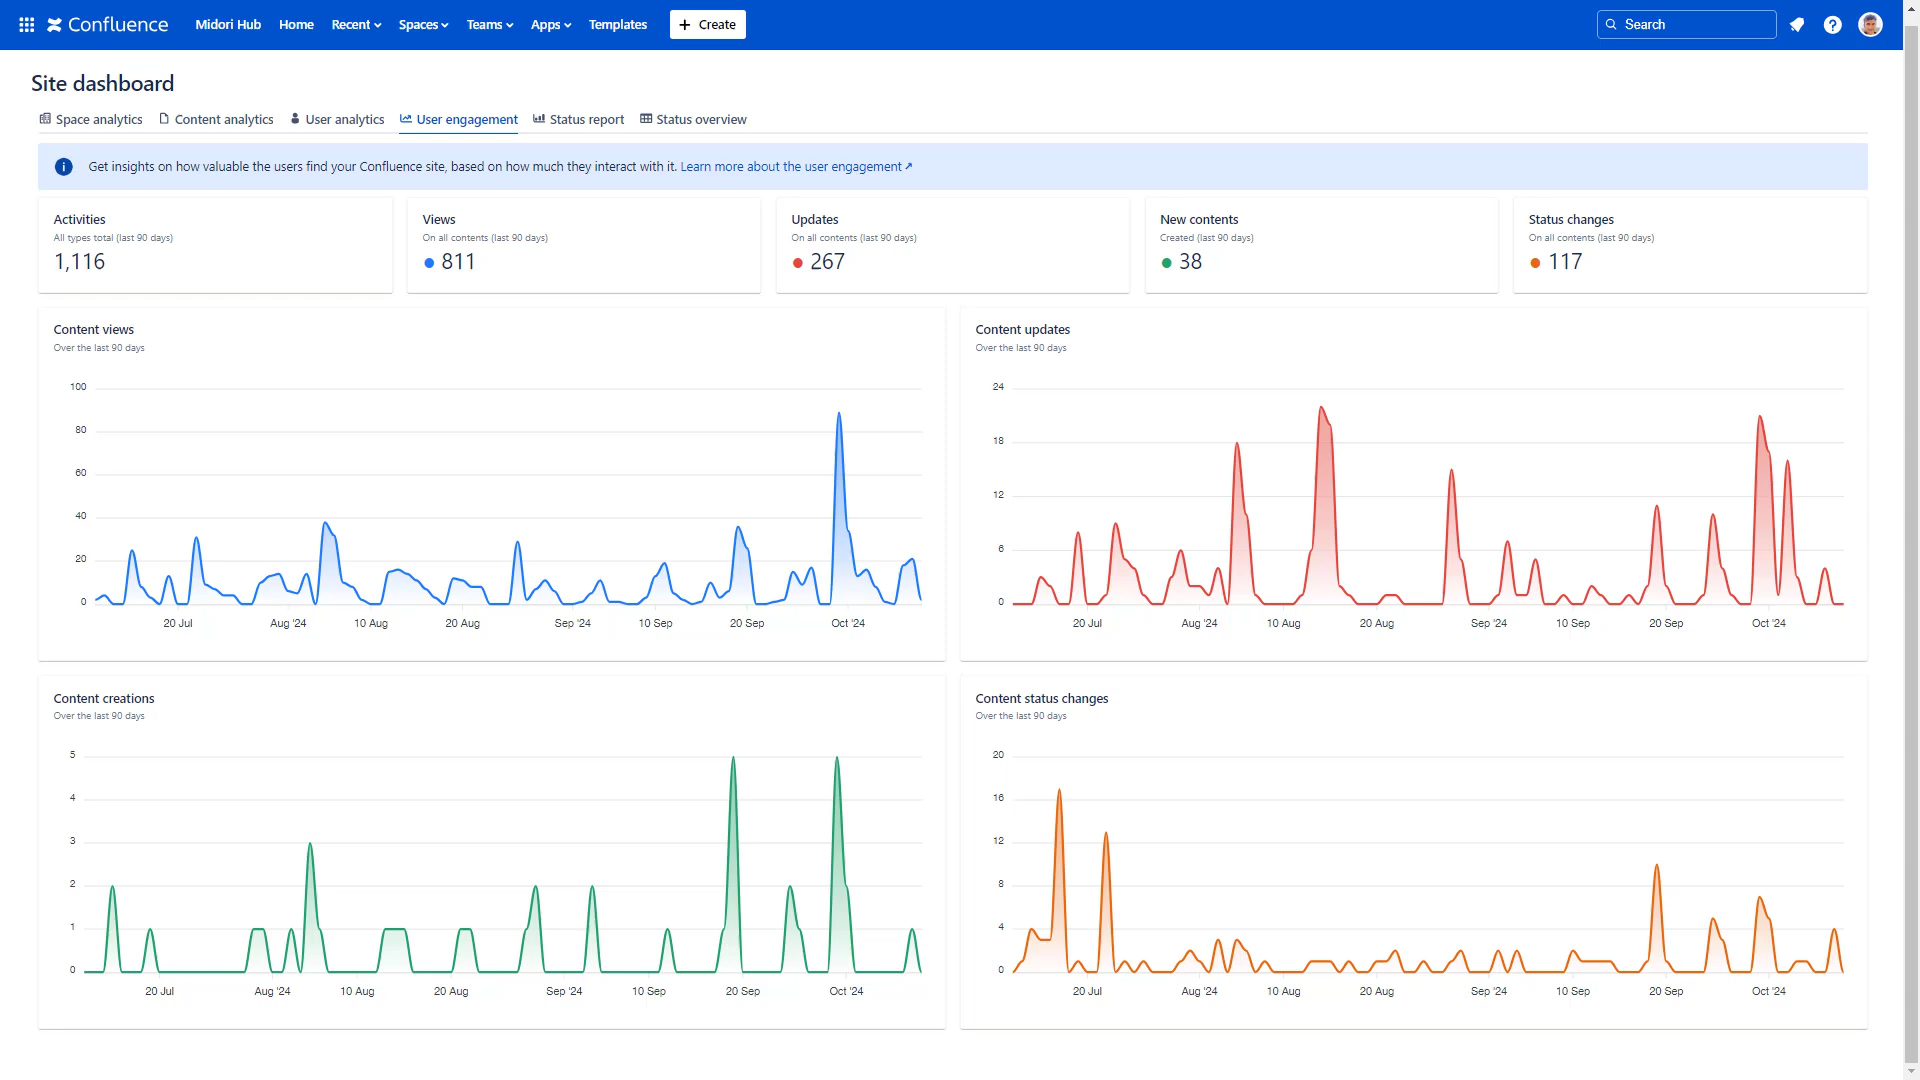 Confluence Midori Hub Home Recent Spaces Teams Apps Templates + Create Search ?
Site dashboard
Space analytics Content analytics User analytics User engagement Status report Status overview
i Get insights on how valuable the users find your Confluence site, based on how much they interact with it. Learn more about the user engagement↗
Activities
All types total (last 90 days)
1,116
Views
On all contents (last 90 days)
811
Updates
On all contents (last 90 days)
267
New contents
Created (last 90 days)
38
Status changes
On all contents (last 90 days)
117
Content views
Over the last 90 days
100
80
60
40
20
0
20 Jul Aug '24 10 Aug 20 Aug Sep '24 10 Sep 20 Sep Oct '24
Content updates
Over the last 90 days
24
18
12
6
0
20 Jul Aug '24 10 Aug 20 Aug Sep '24 10 Sep 20 Sep Oct '24
Content creations
Over the last 90 days
5
4
3
2
1
0
20 Jul Aug '24 10 Aug 20 Aug Sep '24 10 Sep 20 Sep Oct '24
Content status changes
Over the last 90 days
20
16
12
8
4
0
20 Jul Aug '24 10 Aug 20 Aug Sep '24 10 Sep 20 Sep Oct '24